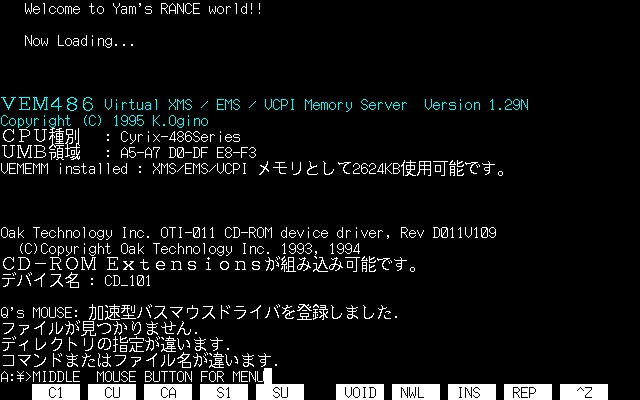 Welcome to Yam's RANCE world!!
Now Loading...
VEM486 Virtual XMS / EMS / VCPI Memory Server Version 1.29N
Copyright (C) 1995 K.Ogino
CPU種別 : Cyrix-486Series
UMB領域 : A5-A7 D0-DF E8-F3
VEMEMM installed : XMS/EMS/VCPI メモリとして2624KB使用可能です。
Oak Technology Inc. OTI-011 CD-ROM device driver, Rev D011V109
(C)Copyright Oak Technology Inc. 1993, 1994
CD-ROM Extensionsが組み込み可能です。
デバイス名 : CD_101
Q's MOUSE: 加速型バスマウスドライバを登録しました.
ファイルが見つかりません.
ディレクトリの指定が違います.
コマンドまたはファイル名が違います.
A:¥>MIDDLE MOUSE BUTTON FOR MENU
C1 CU CA S1 SU VOID NWL INS REP ^Z